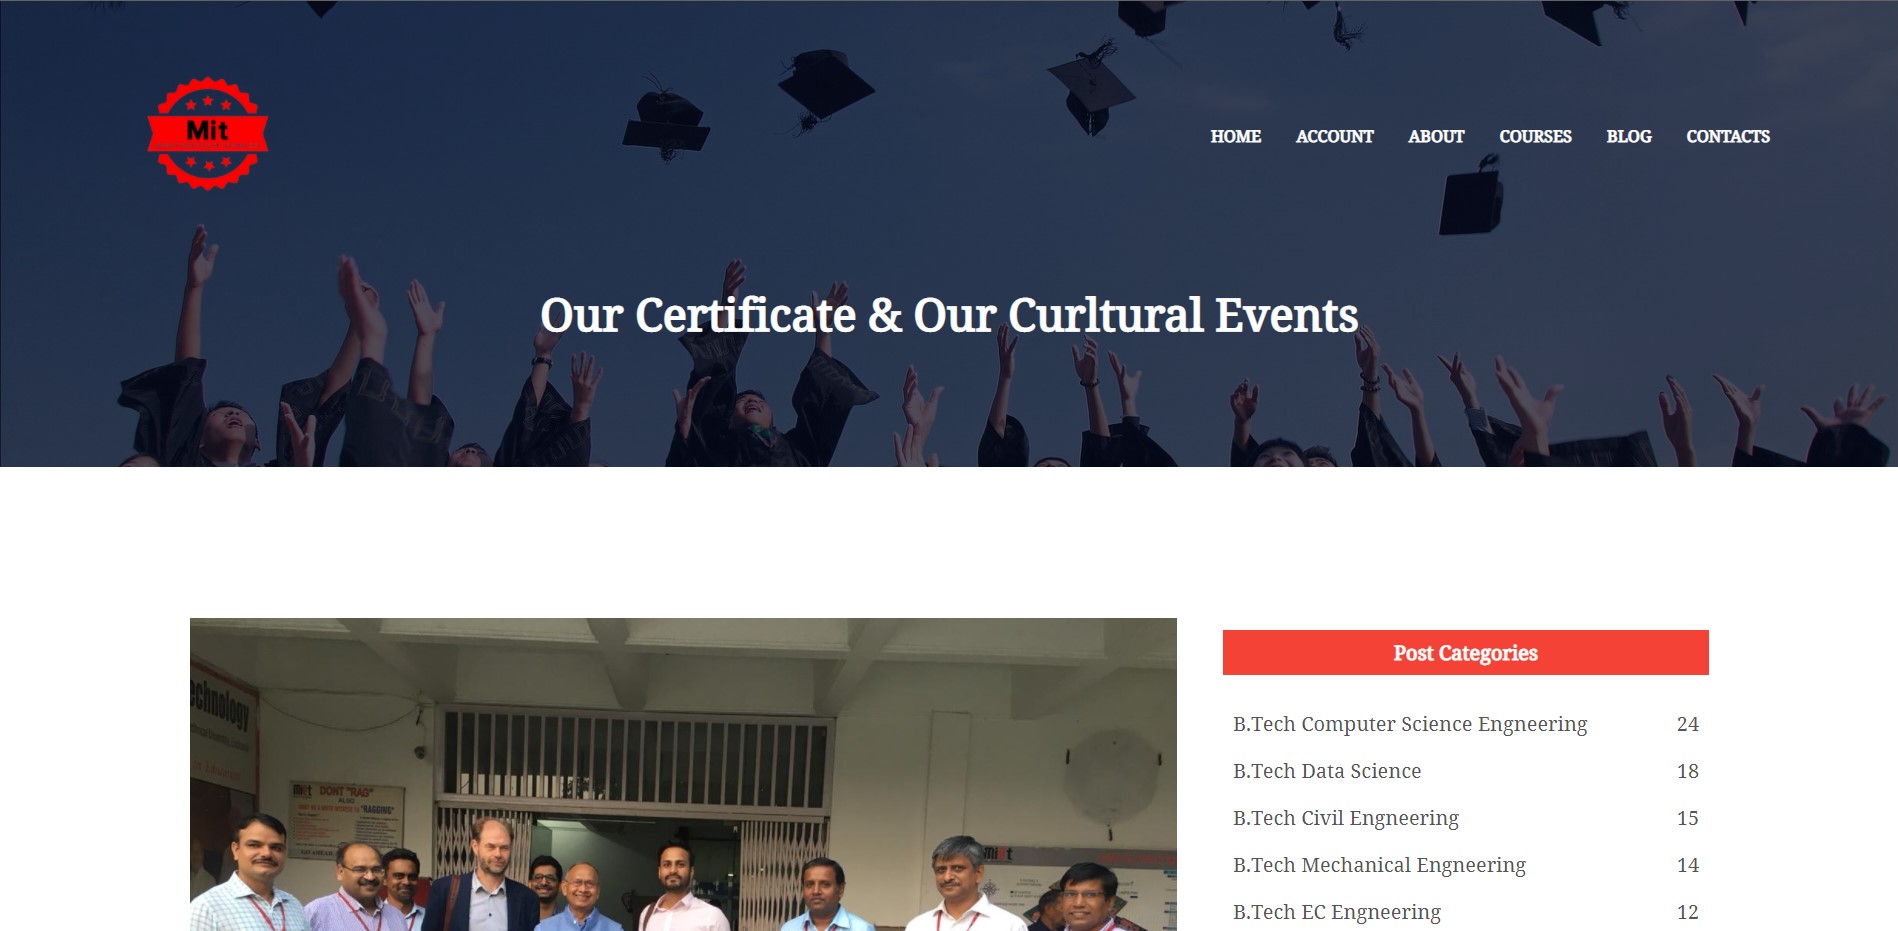 Mit
HOME ACCOUNT ABOUT COURSES BLOG CONTACTS
Our Certificate & Our Curltural Events
echnology
DONT "RAG"
ALSO
"RAGGING"
Post Categories
B.Tech Computer Science Engneering 24
B.Tech Data Science 18
B.Tech Civil Engneering 15
B.Tech Mechanical Engneering 14
B.Tech EC Engneering 12